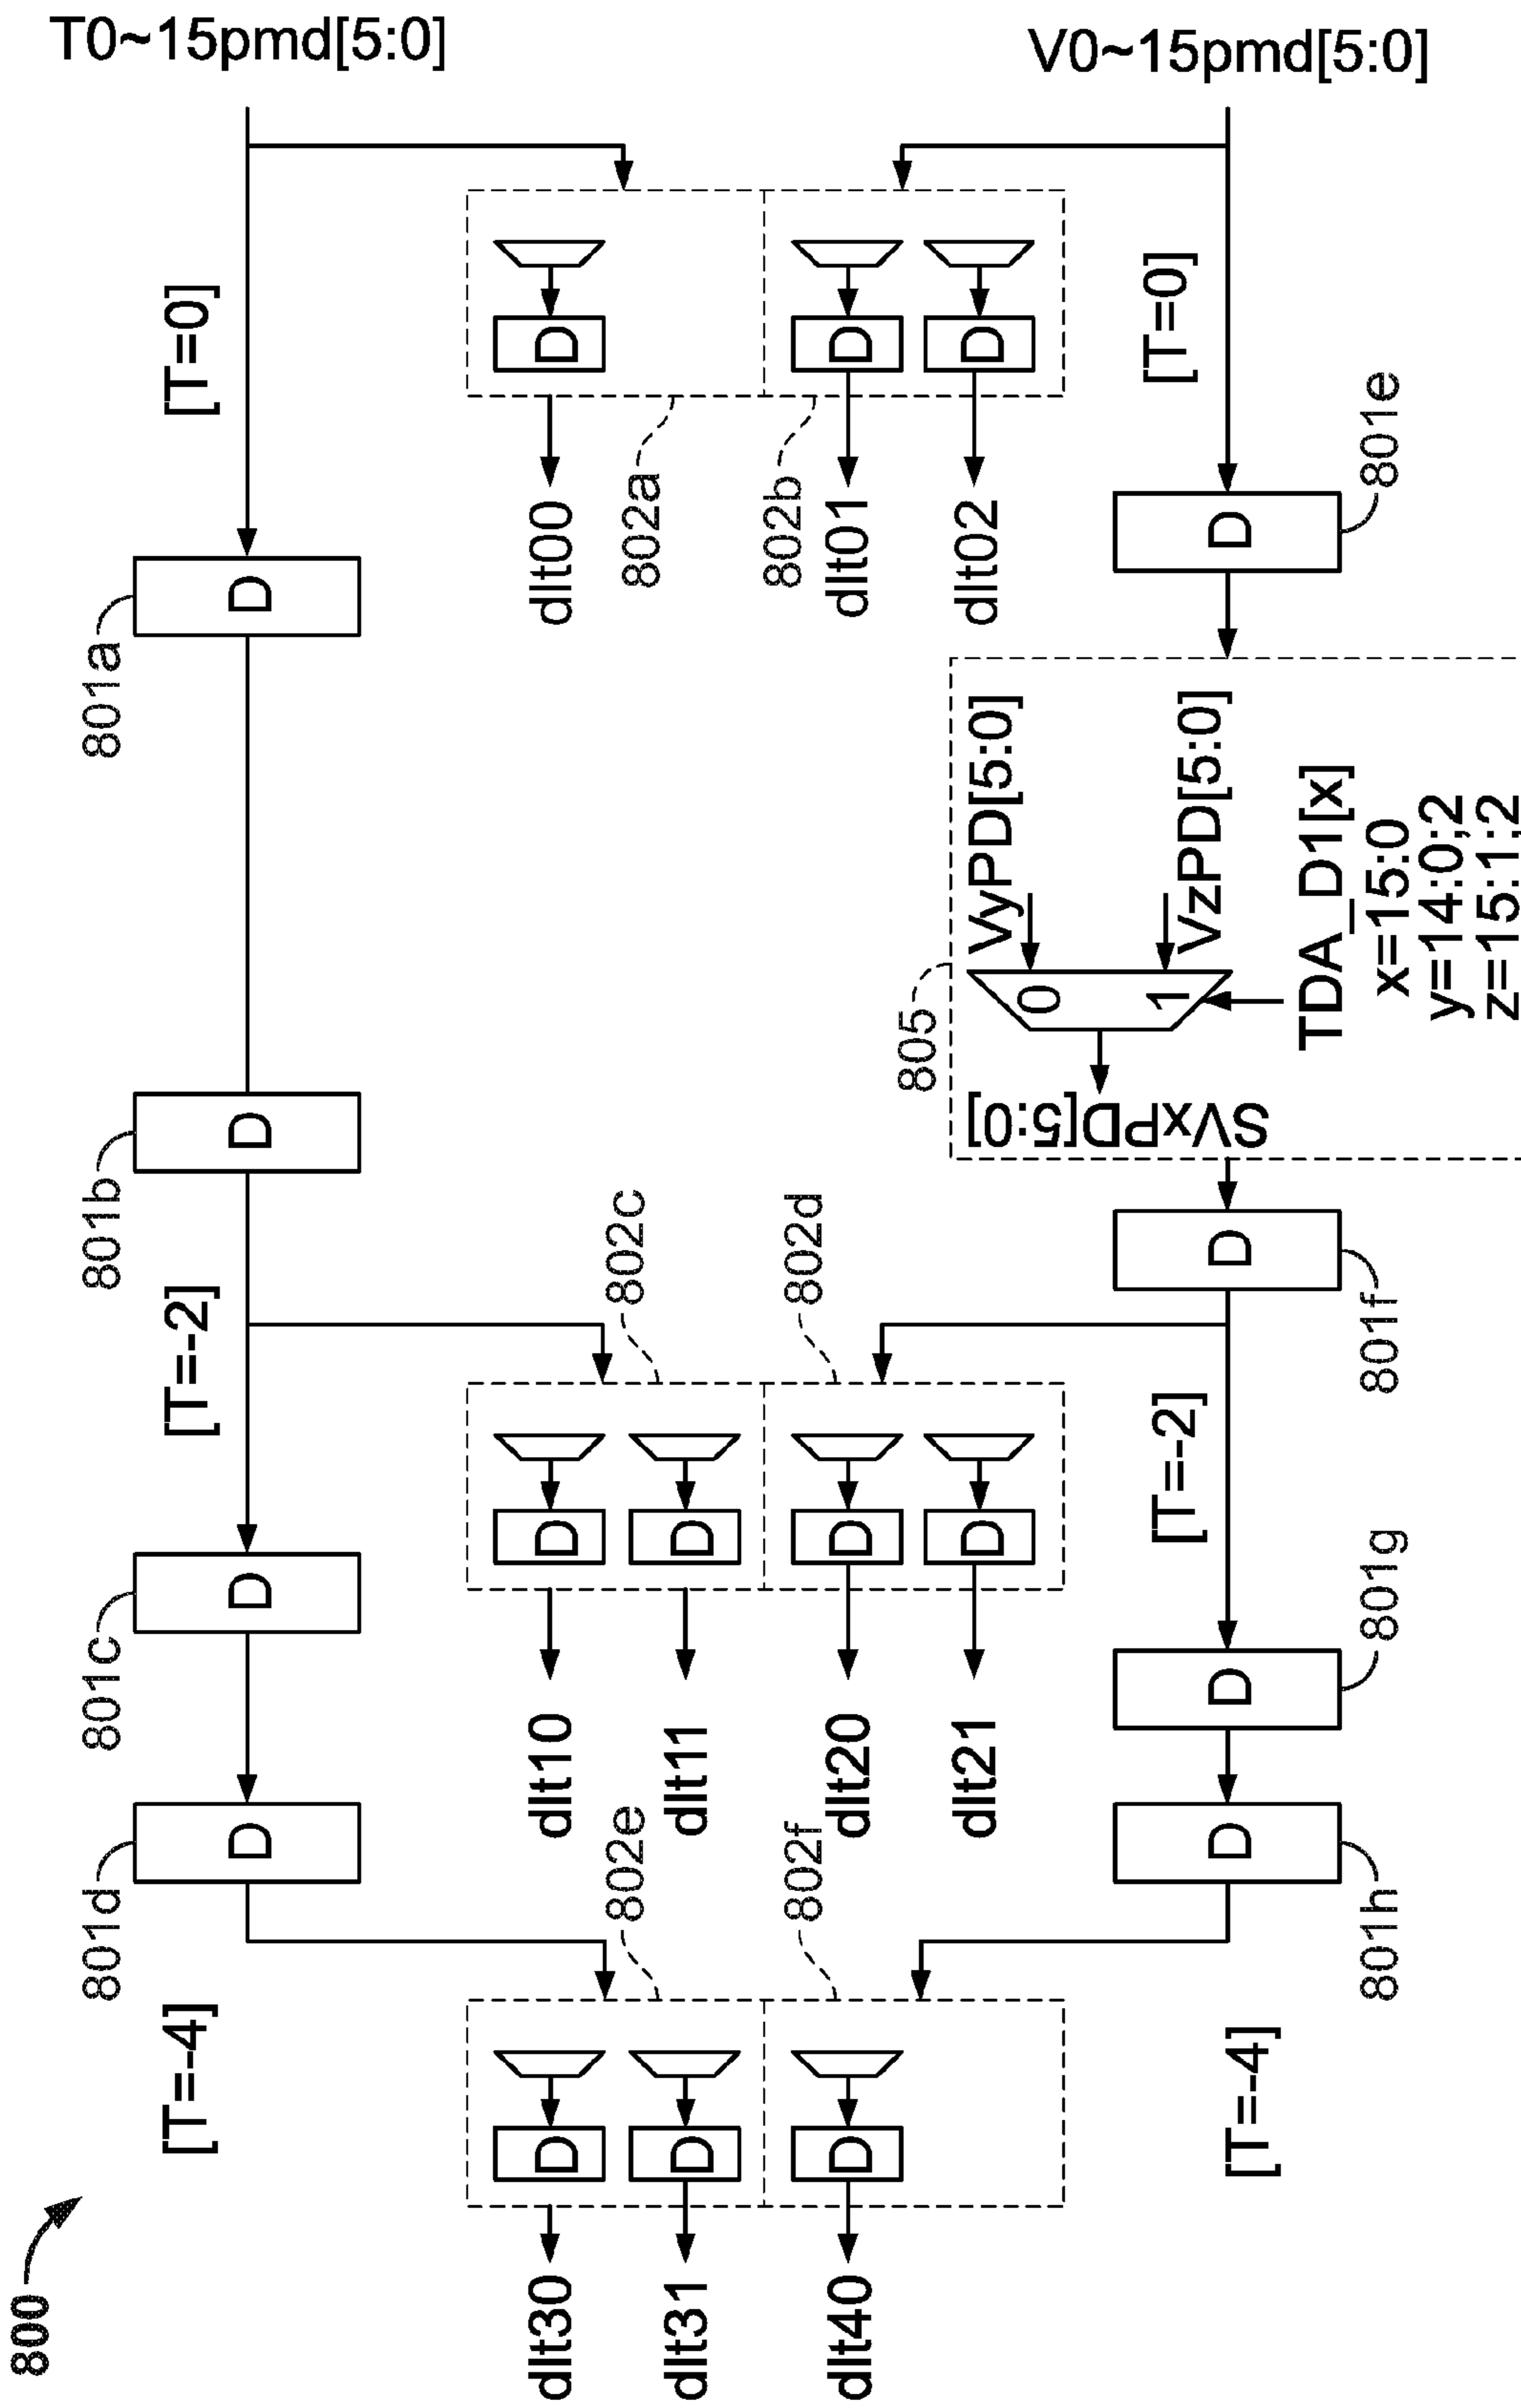 T0~15pmd[5:0]
V0~15pmd[5:0]
[T=0]
[T=0]
D
D
D
dlt00
802a
802b
dlt01
dlt02
D
801a
D
801e
VyPD[5:0]
VzPD[5:0]
0
1
805
TDA_D1[x]
x=15:0
y=14:0;2
z=15:1:2
SVxPD[5:0]
D
801b
D
801f
[T=-2]
802c
802d
[T=-2]
D
D
D
D
dlt10
dlt11
dlt20
dlt21
D
801c
D
801g
D
801d
D
801h
802e
802f
[T=-4]
[T=-4]
D
D
D
dlt30
dlt31
dlt40
800